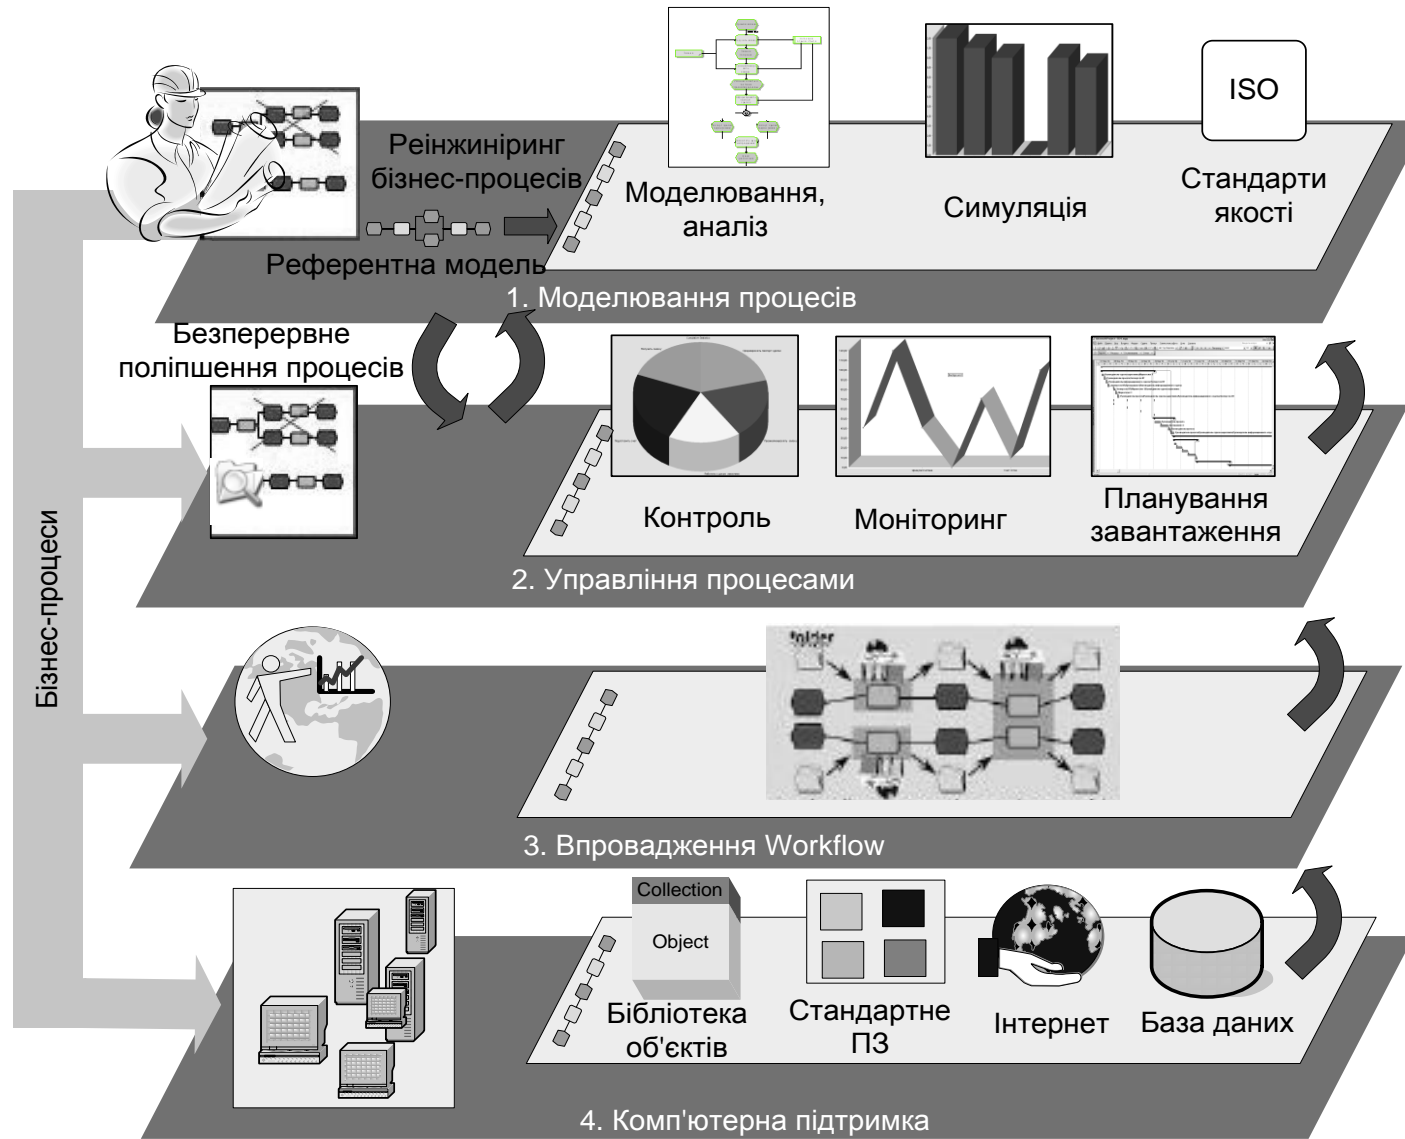 ISO
Реінжиніринг
бізнес-процесів
Моделювання,
аналіз
Симуляція
Стандарти
якості
Референтна модель
1. Моделювання процесів
Безперервне
поліпшення процесів
Контроль
Моніторинг
Планування
завантаження
2. Управління процесами
Бізнес-процеси
folder
3. Впровадження Workflow
Collection
Object
Бібліотека
об'єктів
Стандартне
ПЗ
Інтернет
База даних
4. Комп'ютерна підтримка